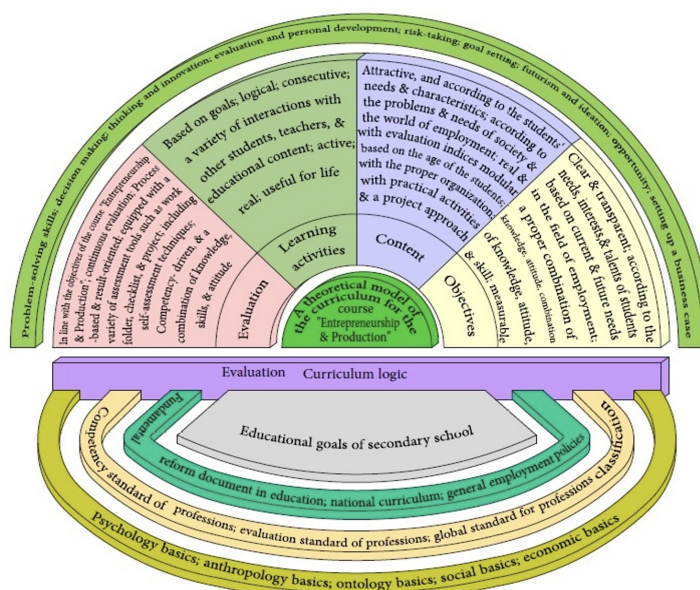 Problem-solving skills; decision making; thinking and innovation; evaluation and personal development; risk-taking; goal setting; futurism and ideation; opportunity; setting up a business case
In line with the objectives of the course "Entrepreneurship
& Production"; continuous evaluation; Process
-based & result-oriented; equipped with a
variety of assessment tools, such as work
folder, checklist, & project; including
self-assessment techniques;
Competency- driven, & a
combination of knowledge,
skills, & attitude
Evaluation
Based on goals; logical; consecutive;
a variety of interactions with
other students, teachers, &
educational content; active;
real; useful for life
Learning
activities
Attractive, and according to the students'
needs & characteristics; according to
the problems & needs of society &
the world of employment, real &
with evaluation indices modular
based on the age of the students;
with the proper organization;
with practical activities
& a project approach
Content
Clear & transparent; according to the
needs, interests,& talents of students
based on current & future needs
in the field of employment;
a proper combination of
knowledge, attitude, combination
of knowledge, attitude,
& skill; measurable
Objectives
A theoretical model of
the curriculum for the
course
"Entrepreneurship
& Production"
Evaluation Curriculum logic
Educational goals of secondary school
Fundamental reform document in education; national curriculum; general employment policies
Competency standard of professions; evaluation standard of professions; global standard for professions classification
Psychology basics; anthropology basics; ontology basics; social basics; economic basics